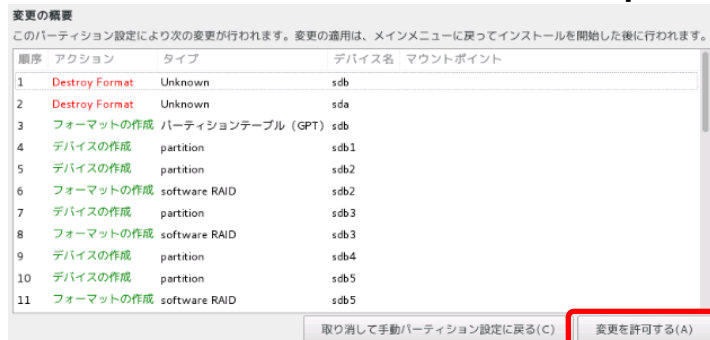 変更の概要
このパーティション設定により次の変更が行われます。変更の適用は、メインメニューに戻ってインストールを開始した後に行われます。
順序 アクション タイプ デバイス名 マウントポイント
1 Destroy Format Unknown sdb
2 Destroy Format Unknown sda
3 フォーマットの作成 パーティションテーブル (GPT) sdb
4 デバイスの作成 partition sdb1
5 デバイスの作成 partition sdb2
6 フォーマットの作成 software RAID sdb2
7 デバイスの作成 partition sdb3
8 フォーマットの作成 software RAID sdb3
9 デバイスの作成 partition sdb4
10 デバイスの作成 partition sdb5
11 フォーマットの作成 software RAID sdb5
取り消して手動パーティション設定に戻る(C) 変更を許可する(A)